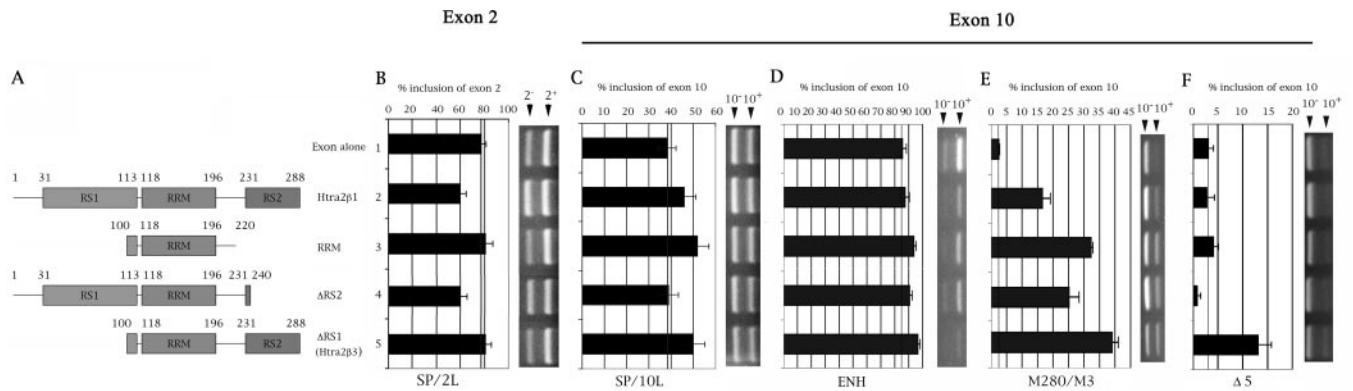 Exon 2
Exon 10
A
B
C
D
E
F
% inclusion of exon 2
% inclusion of exon 10
% inclusion of exon 10
% inclusion of exon 10
% inclusion of exon 10
0 20 40 60 80 100
2⁻ 2⁺
0 10 20 30 40 50 60
10⁻10⁺
0 10 20 30 40 50 60 70 80 90 100
10⁻10⁺
0 5 10 15 20 25 30 35 40 45
10⁻10⁺
0 5 10 15 20
10⁻ 10⁺
Exon alone 1
1 31 113 118 196 231 288
RS1 RRM RS2
Htra2β1 2
100 118 196 220
RRM
RRM 3
1 31 113 118 196 231 240
RS1 RRM
ΔRS2 4
100 118 196 231 288
RRM RS2
ΔRS1 5
(Htra2β3)
SP/2L
SP/10L
ENH
M280/M3
Δ 5